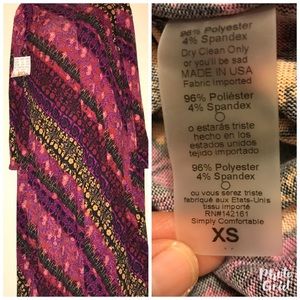 96% Polyester
4% Spandex
Dry Clean Only
or you'll be sad
MADE IN USA
Fabric Imported
96% Poliéster
4% Spandex
o estarás triste
hecho en los
estados unidos
tejido importado
96% Polyester
4% Spandex
ou vous serez triste
fabriqué aux Etats-Unis
tissu importé
RN#142161
Simply Comfortable
XS
Photo
Grid